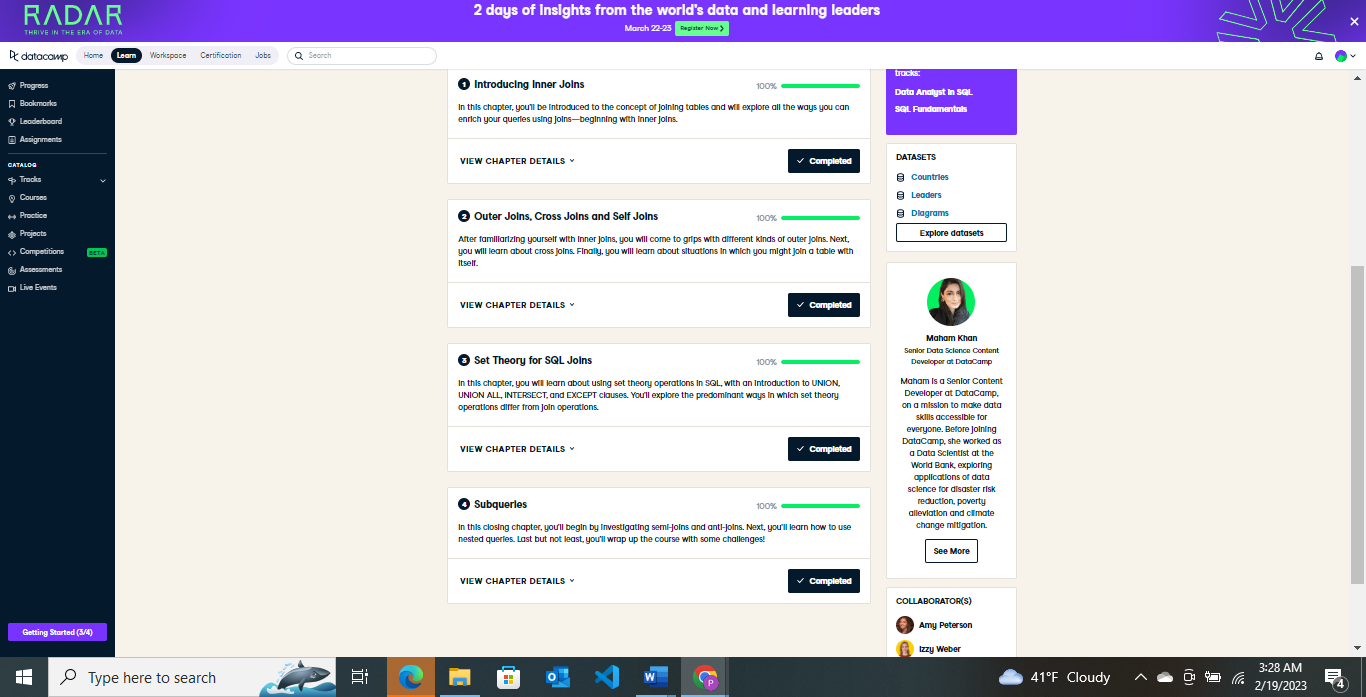 RADAR
THRIVE IN THE ERA OF DATA
2 days of insights from the world's data and learning leaders
March 22-23
Register Now
datacamp
Home
Learn
Workspace
Certification
Jobs
Search
Progress
Bookmarks
Leaderboard
Assignments
CATALOG
Tracks
Courses
Practice
Projects
Competitions
BETA
Assessments
Live Events
Getting Started (3/4)
1 Introducing Inner Joins
100%
In this chapter, you'll be introduced to the concept of joining tables and will explore all the ways you can
enrich your queries using joins—beginning with inner joins.
VIEW CHAPTER DETAILS
Completed
2 Outer Joins, Cross Joins and Self Joins
100%
After familiarizing yourself with inner joins, you will come to grips with different kinds of outer joins. Next,
you will learn about cross joins. Finally, you will learn about situations in which you might join a table with
itself.
VIEW CHAPTER DETAILS
Completed
3 Set Theory for SQL Joins
100%
In this chapter, you will learn about using set theory operations in SQL, with an introduction to UNION,
UNION ALL, INTERSECT, and EXCEPT clauses. You'll explore the predominant ways in which set theory
operations differ from join operations.
VIEW CHAPTER DETAILS
Completed
4 Subqueries
100%
In this closing chapter, you'll begin by investigating semi-joins and anti-joins. Next, you'll learn how to use
nested queries. Last but not least, you'll wrap up the course with some challenges!
VIEW CHAPTER DETAILS
Completed
tracks:
Data Analyst in SQL
SQL Fundamentals
DATASETS
Countries
Leaders
Diagrams
Explore datasets
Maham Khan
Senior Data Science Content
Developer at DataCamp
Maham is a Senior Content
Developer at DataCamp,
on a mission to make data
skills accessible for
everyone. Before joining
DataCamp, she worked as
a Data Scientist at the
World Bank, exploring
applications of data
science for disaster risk
reduction, poverty
alleviation and climate
change mitigation.
See More
COLLABORATOR(S)
Amy Peterson
Izzy Weber
Type here to search
P
41°F Cloudy
3:28 AM
2/19/2023
4